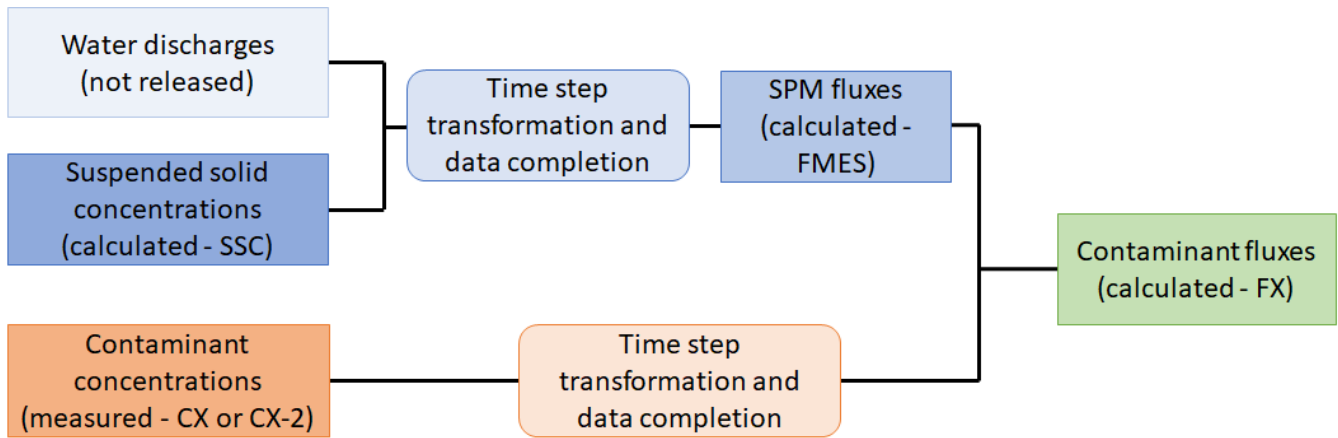 Water discharges
(not released)
Suspended solid
concentrations
(calculated - SSC)
Time step
transformation and
data completion
SPM fluxes
(calculated -
FMES)
Contaminant
concentrations
(measured - CX or CX-2)
Time step
transformation and
data completion
Contaminant fluxes
(calculated - FX)